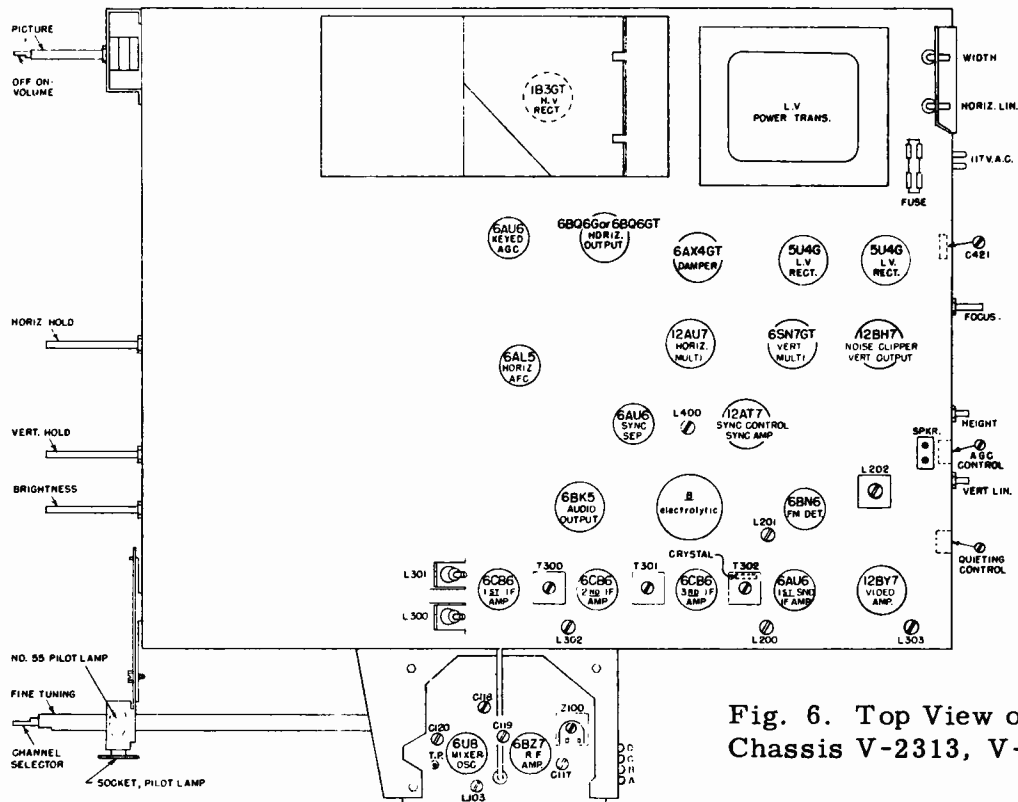 PICTURE
OFF ON-
VOLUME
1B3GT
H.V
RECT.
L.V
POWER TRANS.
WIDTH
HORIZ. LIN.
117V.A.C.
FUSE
6AU6
KEYED
AGC
6BQ6Gor6BQ6GT
HORIZ.
OUTPUT
6AX4GT
DAMPER
5U4G
L.V
RECT.
5U4G
L.V.
RECT.
C421
FOCUS.
HORIZ HOLD
12AU7
HORIZ.
MULTI
6SN7GT
VERT
MULTI
12BH7
NOISE CLIPPER
VERT OUTPUT
6AL5
HORIZ
AFC
6AU6
SYNC
SEP
L400
12AT7
SYNC CONTROL
SYNC AMP
HEIGHT
SPKR.
AGC
CONTROL
VERT. HOLD
L202
VERT LIN.
BRIGHTNESS
6BK5
AUDIO
OUTPUT
B
electrolytic
6BN6
FM DET.
L201
CRYSTAL
QUIETING
CONTROL
L301
T300
T301
T302
6CB6
1ST IF
AMP
6CB6
2ND IF
AMP
6CB6
3RD IF
AMP
6AU6
1ST SND
IF AMP
12BY7
VIDEO
AMP.
L300
L302
L200
L303
NO. 55 PILOT LAMP
FINE TUNING
CHANNEL
SELECTOR
SOCKET, PILOT LAMP
C118
C120
C119
Z100
T.P.
6U8
MIXER
OSC
6BZ7
R F
AMP.
C117
L103
D
C
B
A
Fig. 6. Top View o
Chassis V-2313, V-